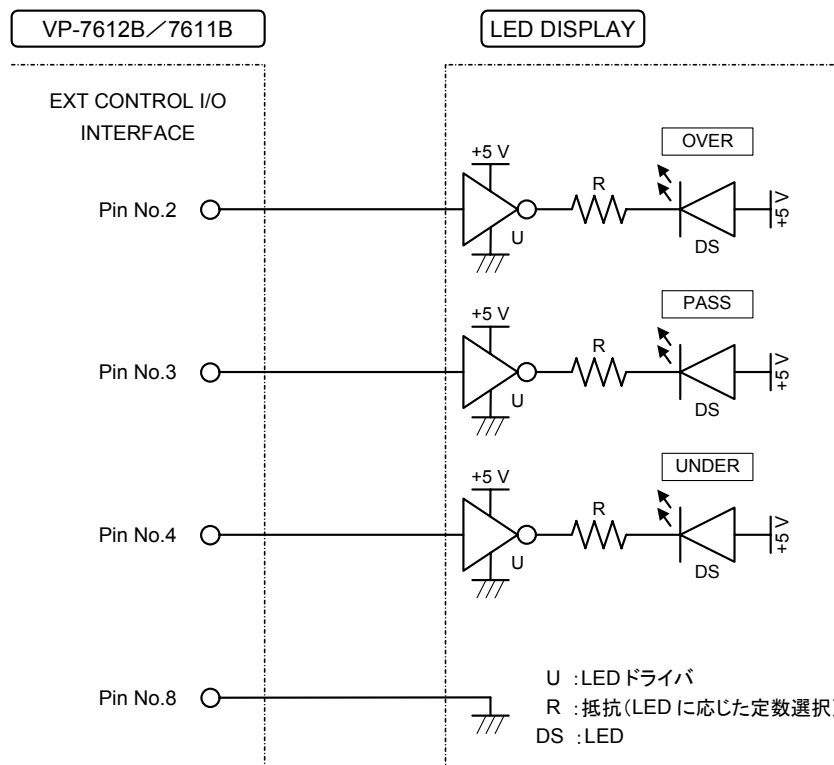 VP-7612B／7611B
LED DISPLAY
EXT CONTROL I/O
INTERFACE
OVER
+5 V
R
Pin No.2
U
DS
+5 V
PASS
+5 V
R
Pin No.3
U
DS
+5 V
UNDER
+5 V
R
Pin No.4
U
DS
+5 V
Pin No.8
U :LEDドライバ
R :抵抗(LEDに応じた定数選択)
DS :LED